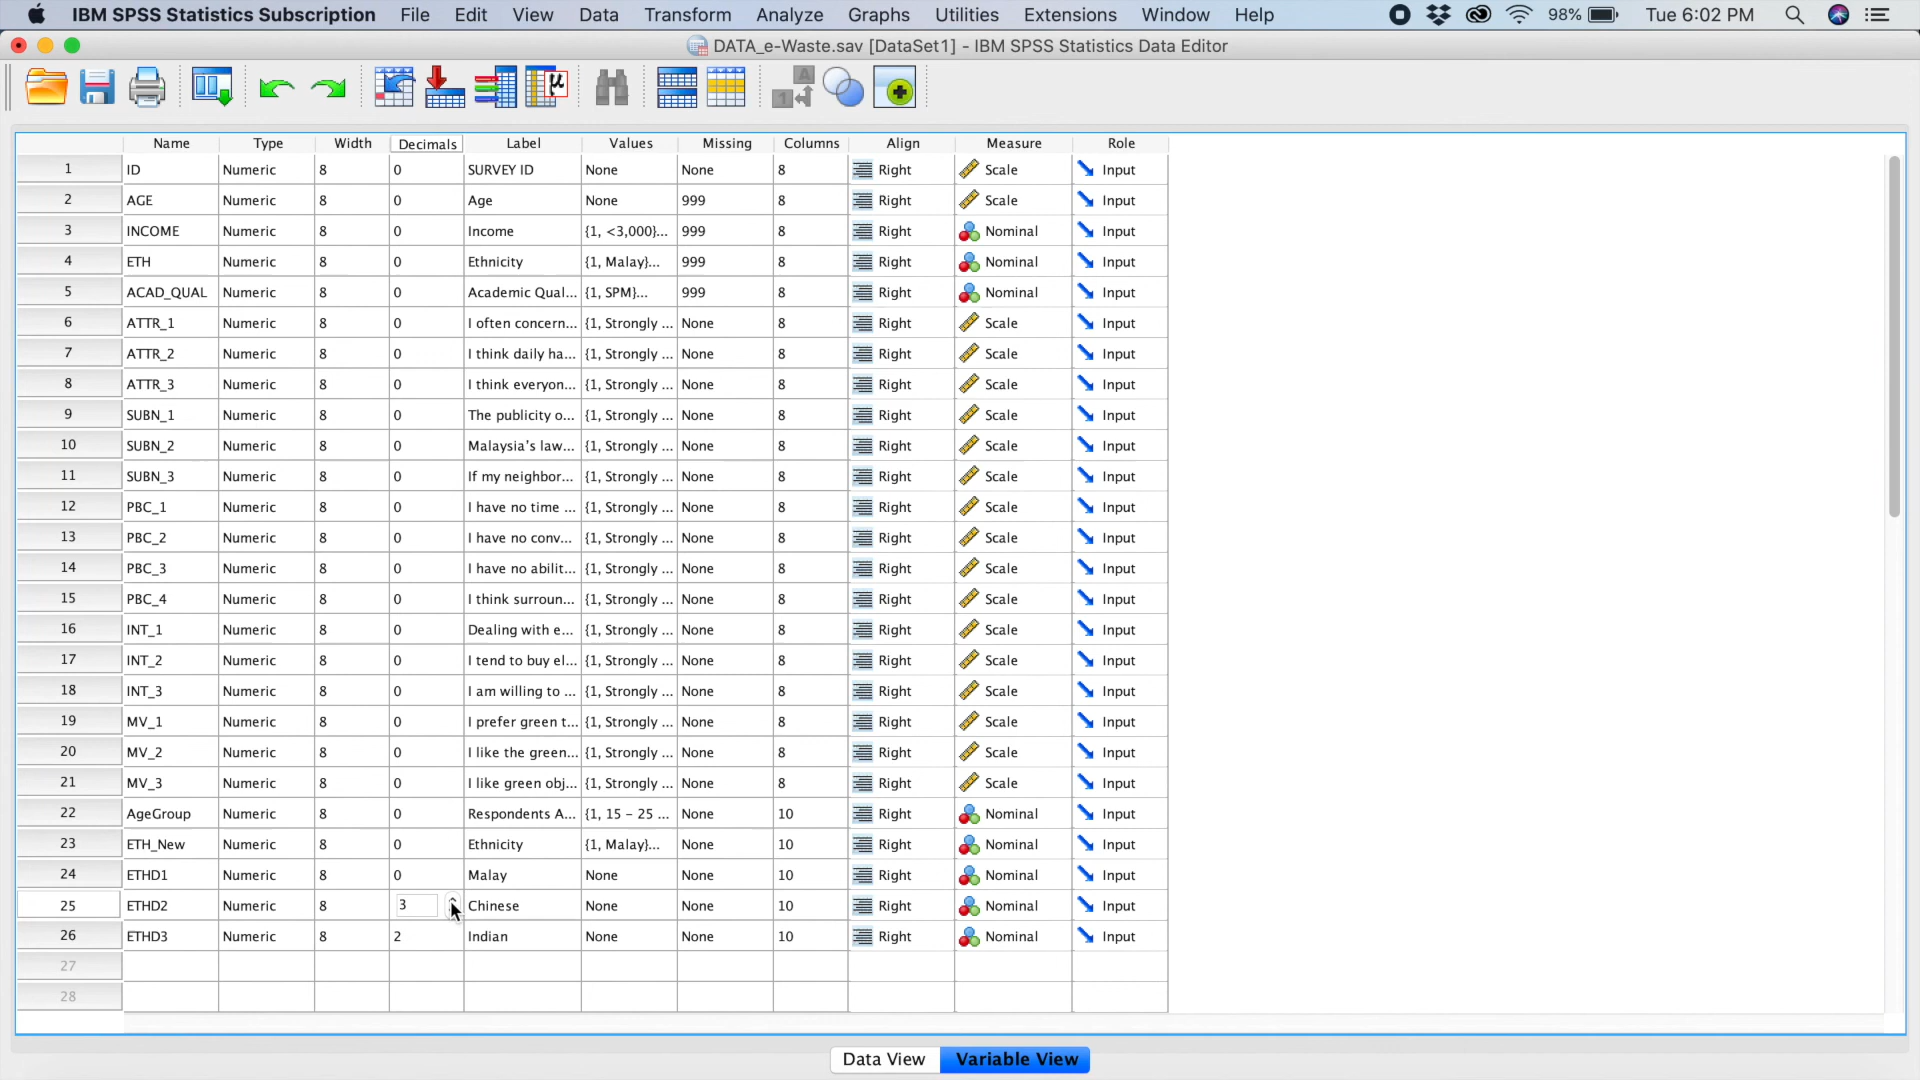 IBM SPSS Statistics Subscription File Edit View Data Transform Analyze Graphs Utilities Extensions Window Help 98% Tue 6:02 PM
DATA_e-Waste.sav [DataSet1] - IBM SPSS Statistics Data Editor
Name Type Width Decimals Label Values Missing Columns Align Measure Role
1 ID Numeric 8 0 SURVEY ID None None 8 Right Scale Input
2 AGE Numeric 8 0 Age None 999 8 Right Scale Input
3 INCOME Numeric 8 0 Income {1, <3,000}... 999 8 Right Nominal Input
4 ETH Numeric 8 0 Ethnicity {1, Malay}... 999 8 Right Nominal Input
5 ACAD_QUAL Numeric 8 0 Academic Qual... {1, SPM}... 999 8 Right Nominal Input
6 ATTR_1 Numeric 8 0 I often concern... {1, Strongly ... None 8 Right Scale Input
7 ATTR_2 Numeric 8 0 I think daily ha... {1, Strongly ... None 8 Right Scale Input
8 ATTR_3 Numeric 8 0 I think everyon... {1, Strongly ... None 8 Right Scale Input
9 SUBN_1 Numeric 8 0 The publicity o... {1, Strongly ... None 8 Right Scale Input
10 SUBN_2 Numeric 8 0 Malaysia's law... {1, Strongly ... None 8 Right Scale Input
11 SUBN_3 Numeric 8 0 If my neighbor... {1, Strongly ... None 8 Right Scale Input
12 PBC_1 Numeric 8 0 I have no time ... {1, Strongly ... None 8 Right Scale Input
13 PBC_2 Numeric 8 0 I have no conv... {1, Strongly ... None 8 Right Scale Input
14 PBC_3 Numeric 8 0 I have no abilit... {1, Strongly ... None 8 Right Scale Input
15 PBC_4 Numeric 8 0 I think surroun... {1, Strongly ... None 8 Right Scale Input
16 INT_1 Numeric 8 0 Dealing with e... {1, Strongly ... None 8 Right Scale Input
17 INT_2 Numeric 8 0 I tend to buy el... {1, Strongly ... None 8 Right Scale Input
18 INT_3 Numeric 8 0 I am willing to ... {1, Strongly ... None 8 Right Scale Input
19 MV_1 Numeric 8 0 I prefer green t... {1, Strongly ... None 8 Right Scale Input
20 MV_2 Numeric 8 0 I like the green... {1, Strongly ... None 8 Right Scale Input
21 MV_3 Numeric 8 0 I like green obj... {1, Strongly ... None 8 Right Scale Input
22 AgeGroup Numeric 8 0 Respondents A... {1, 15 - 25 ... None 10 Right Nominal Input
23 ETH_New Numeric 8 0 Ethnicity {1, Malay}... None 10 Right Nominal Input
24 ETHD1 Numeric 8 0 Malay None None 10 Right Nominal Input
25 ETHD2 Numeric 8 3 Chinese None None 10 Right Nominal Input
26 ETHD3 Numeric 8 2 Indian None None 10 Right Nominal Input
27
28
Data View Variable View